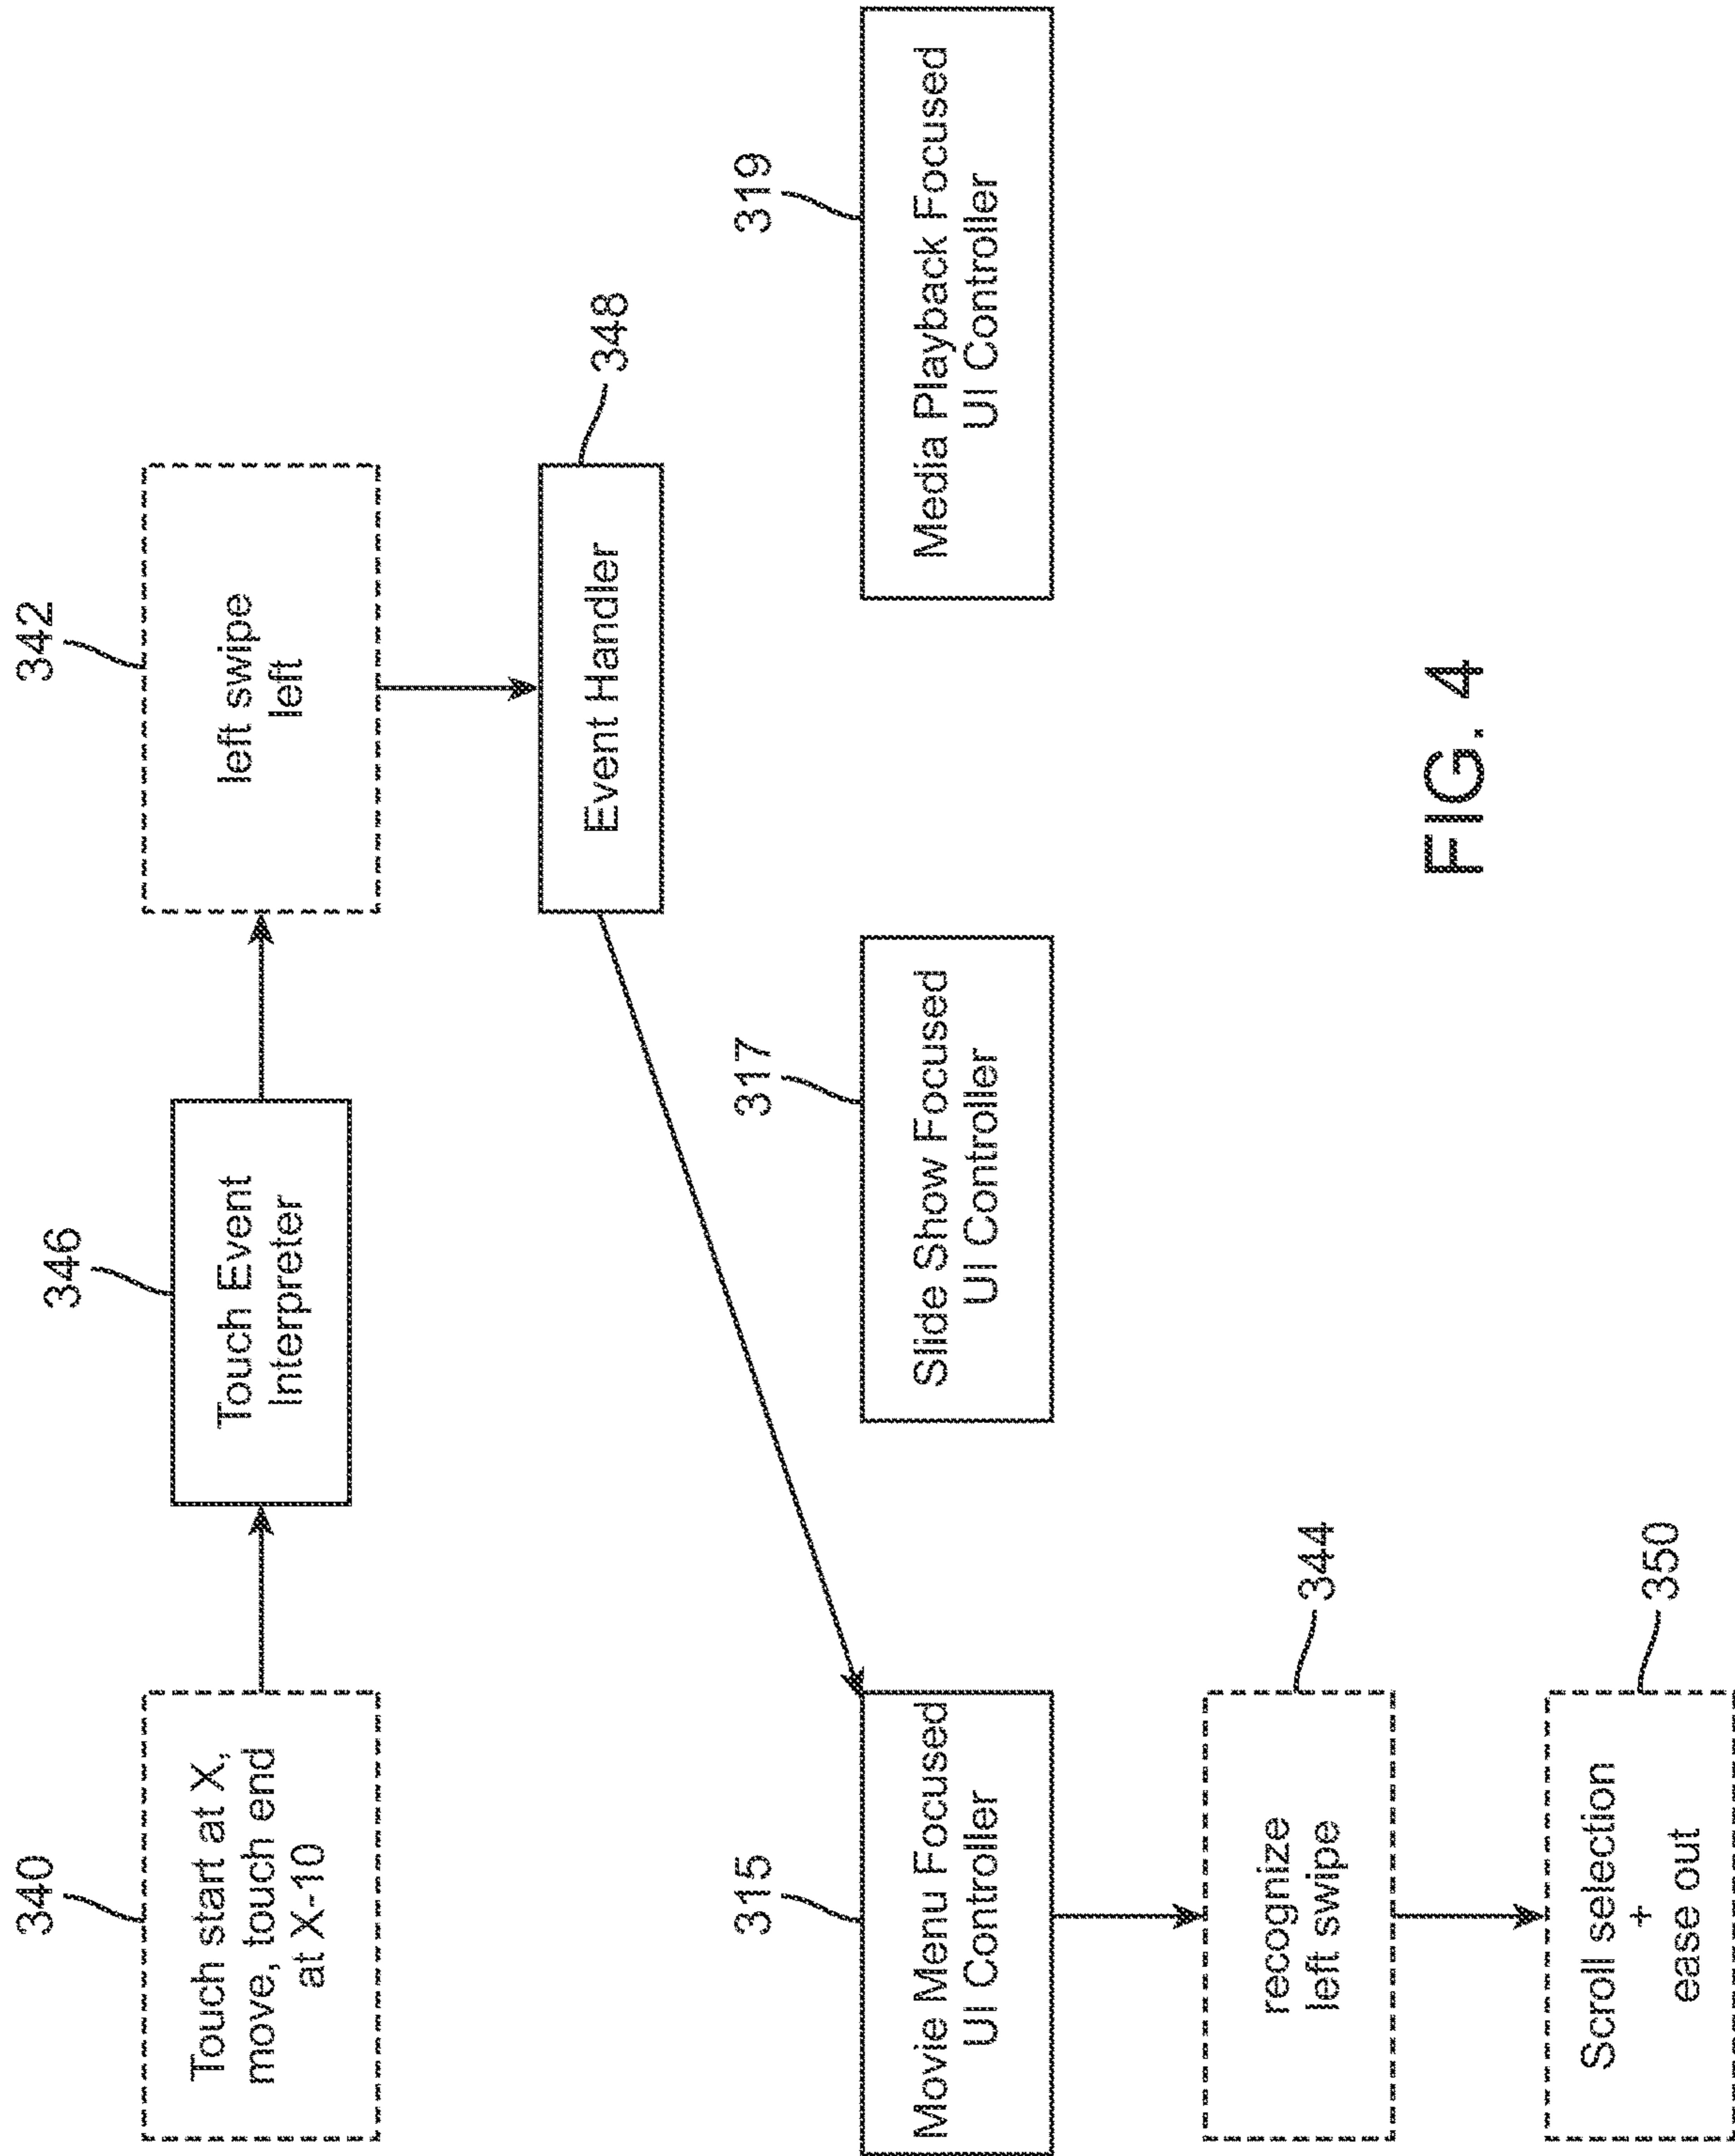 340
Touch start at X,
move, touch end
at X-10
346
Touch Event
Interpreter
342
left swipe
left
Event Handler
348
315
Movie Menu Focused
UI Controller
317
Slide Show Focused
UI Controller
319
Media Playback Focused
UI Controller
recognize
left swipe
344
Scroll selection
+
ease out
350
FIG. 4